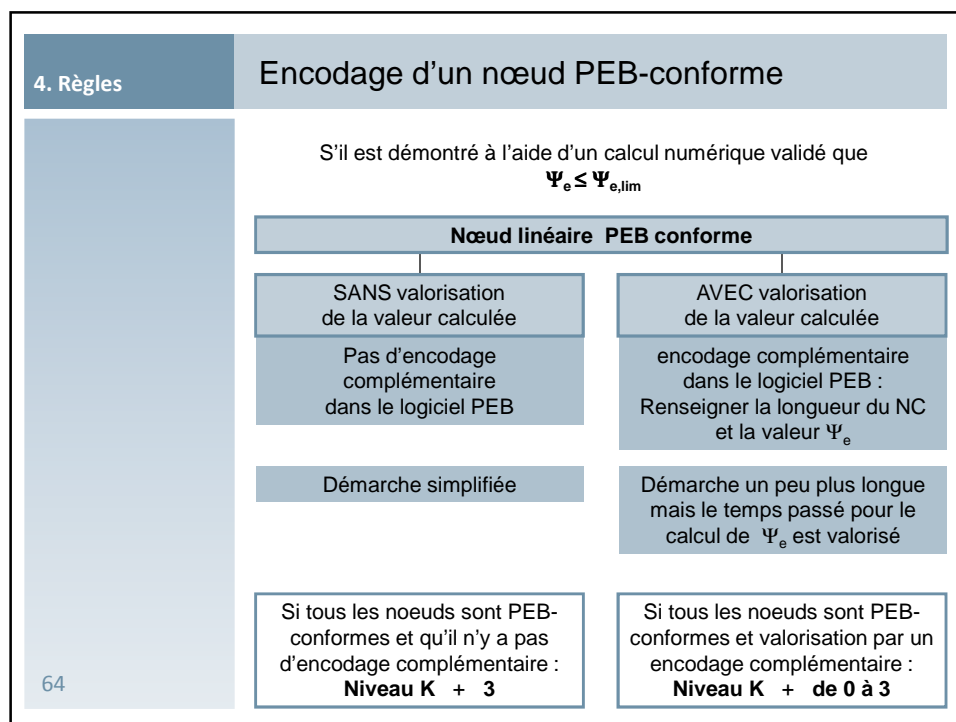 4. Règles
Encodage d’un nœud PEB-conforme
S’il est démontré à l’aide d’un calcul numérique validé que
Ψe ≤ Ψe,lim
Nœud linéaire PEB conforme
SANS valorisation
de la valeur calculée
Pas d’encodage
complémentaire
dans le logiciel PEB
Démarche simplifiée
Si tous les noeuds sont PEB-
conformes et qu’il n’y a pas
d’encodage complémentaire :
Niveau K + 3
AVEC valorisation
de la valeur calculée
encodage complémentaire
dans le logiciel PEB :
Renseigner la longueur du NC
et la valeur Ψe
Démarche un peu plus longue
mais le temps passé pour le
calcul de Ψe est valorisé
Si tous les noeuds sont PEB-
conformes et valorisation par un
encodage complémentaire :
Niveau K + de 0 à 3
64